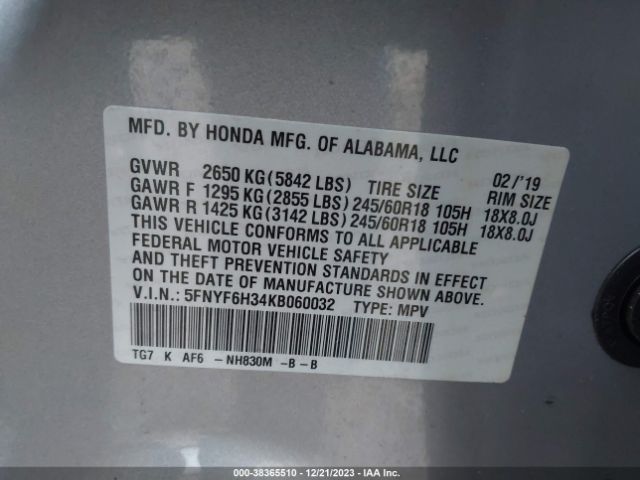 MFD. BY HONDA MFG. OF ALABAMA, LLC
GVWR 2650 KG(5842 LBS) TIRE SIZE 02/'19 RIM SIZE
GAWR F 1295 KG(2855 LBS) 245/60R18 105H 18X8.0J
GAWR R 1425 KG(3142 LBS) 245/60R18 105H 18X8.0J
THIS VEHICLE CONFORMS TO ALL APPLICABLE
FEDERAL MOTOR VEHICLE SAFETY
AND THEFT PREVENTION STANDARDS IN EFFECT
ON THE DATE OF MANUFACTURE SHOWN ABOVE.
V.I.N.: 5FNYF6H34KB060032 TYPE: MPV
TG7 K AF6 -NH830M -B-B
000-38365510 - 12/21/2023 - IAA Inc.